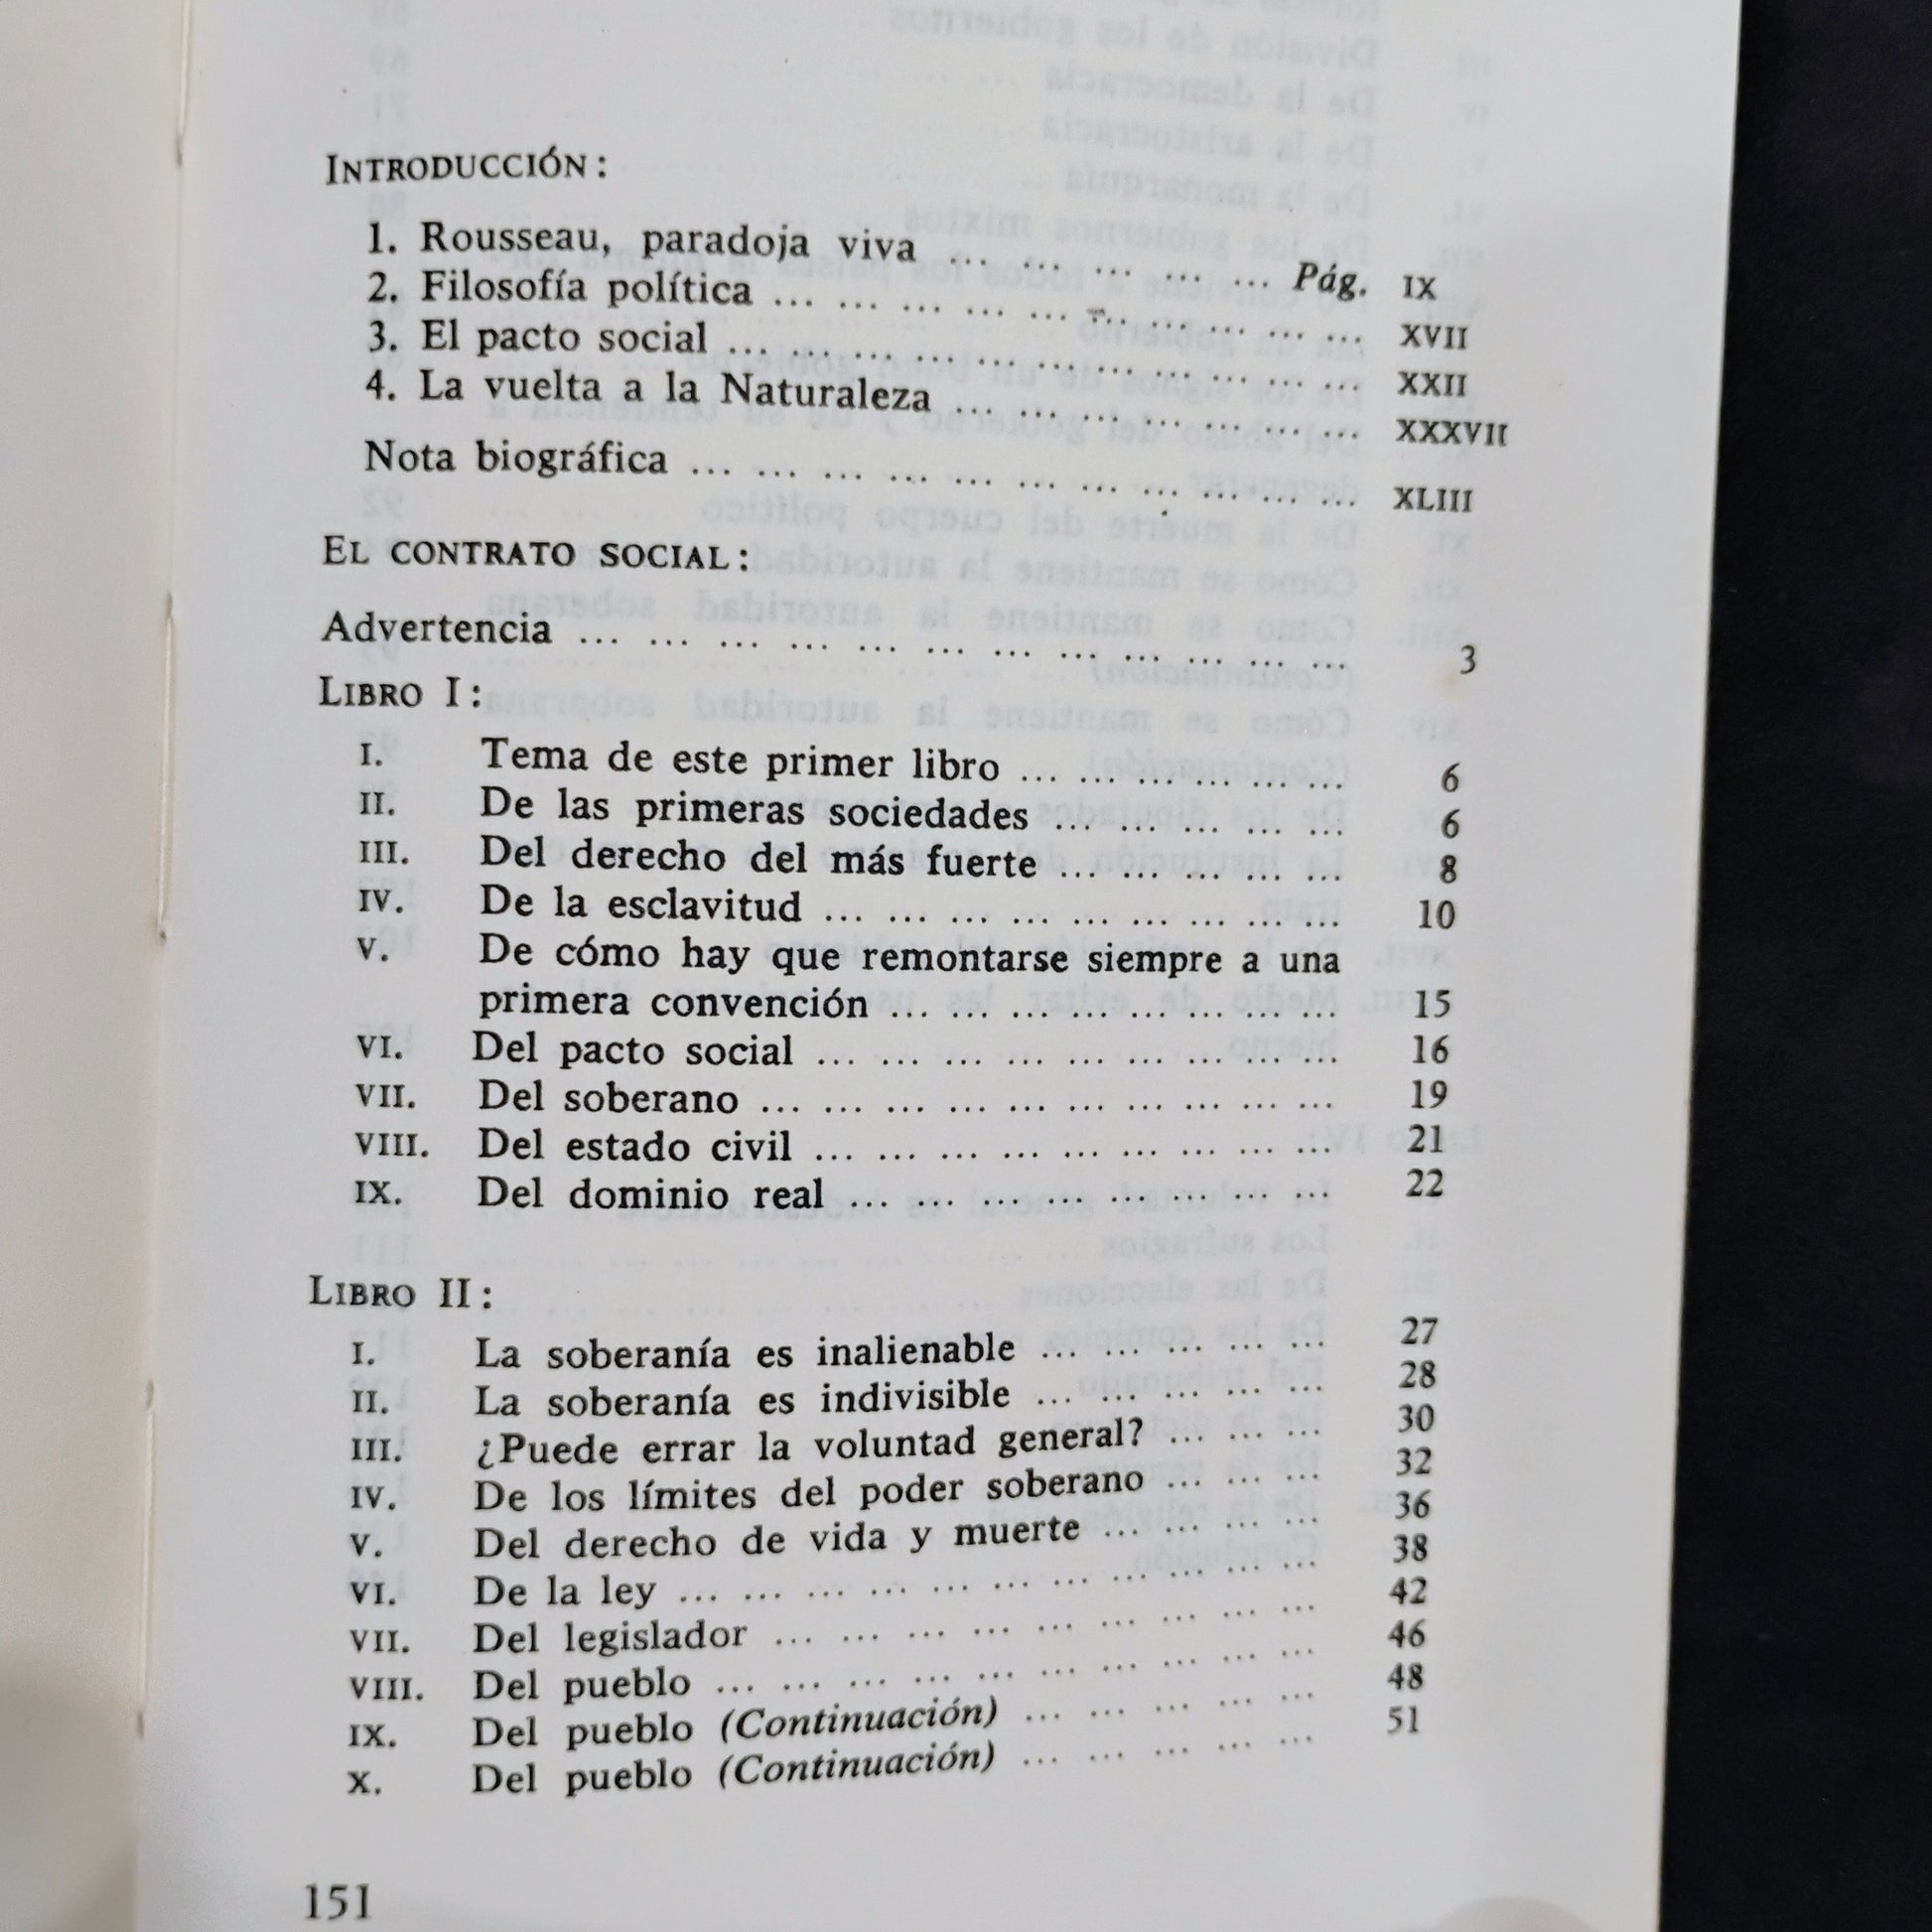 INTRODUCCIÓN:
1. Rousseau, paradoja viva ... ... ... ... ... Pág. IX
2. Filosofía política ... ... ... ... ... ... ... ... ... ... XVII
3. El pacto social ... ... ... ... ... ... ... ... ... ... ... XXII
4. La vuelta a la Naturaleza ... ... ... ... ... ... ... XXXVII
Nota biográfica ... ... ... ... ... ... ... ... ... ... ... XLIII
EL CONTRATO SOCIAL:
Advertencia ... ... ... ... ... ... ... ... ... ... ... ... 3
LIBRO I:
I. Tema de este primer libro ... ... ... ... ... ... 6
II. De las primeras sociedades ... ... ... ... ... 6
III. Del derecho del más fuerte ... ... ... ... ... 8
IV. De la esclavitud ... ... ... ... ... ... ... ... ... 10
V. De cómo hay que remontarse siempre a una
primera convención ... ... ... ... ... ... ... ... 15
VI. Del pacto social ... ... ... ... ... ... ... ... ... 16
VII. Del soberano ... ... ... ... ... ... ... ... ... ... 19
VIII. Del estado civil ... ... ... ... ... ... ... ... ... 21
IX. Del dominio real ... ... ... ... ... ... ... ... 22
LIBRO II:
I. La soberanía es inalienable ... ... ... ... ... 27
II. La soberanía es indivisible ... ... ... ... ... 28
III. ¿Puede errar la voluntad general? ... ... ... 30
IV. De los límites del poder soberano ... ... ... 32
V. Del derecho de vida y muerte ... ... ... ... 36
VI. De la ley ... ... ... ... ... ... ... ... ... ... ... 38
VII. Del legislador ... ... ... ... ... ... ... ... ... 42
VIII. Del pueblo ... ... ... ... ... ... ... ... ... ... 46
IX. Del pueblo (Continuación) ... ... ... ... ... 48
X. Del pueblo (Continuación) ... ... ... ... ... 51
151